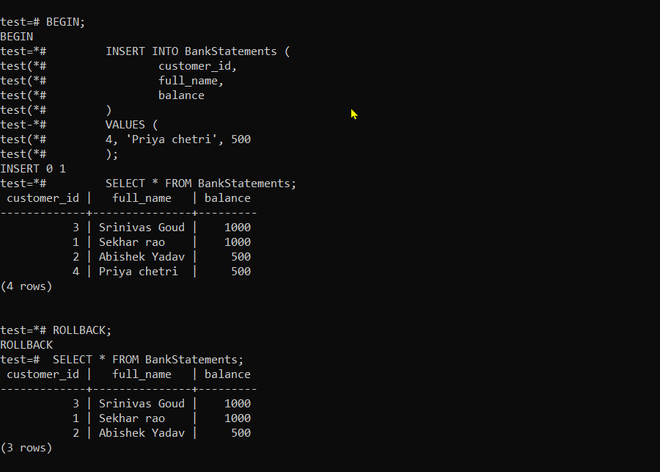 test=# BEGIN;
BEGIN
test=*#         INSERT INTO BankStatements (
test(*#                 customer_id,
test(*#                 full_name,
test(*#                 balance
test(*#         )
test-*#         VALUES (
test(*#         4, 'Priya chetri', 500
test(*#         );
INSERT 0 1
test=*#         SELECT * FROM BankStatements;
 customer_id |   full_name   | balance
-------------+---------------+---------
           3 | Srinivas Goud |    1000
           1 | Sekhar rao    |    1000
           2 | Abishek Yadav |     500
           4 | Priya chetri  |     500
(4 rows)
test=*# ROLLBACK;
ROLLBACK
test=#  SELECT * FROM BankStatements;
 customer_id |   full_name   | balance
-------------+---------------+---------
           3 | Srinivas Goud |    1000
           1 | Sekhar rao    |    1000
           2 | Abishek Yadav |     500
(3 rows)